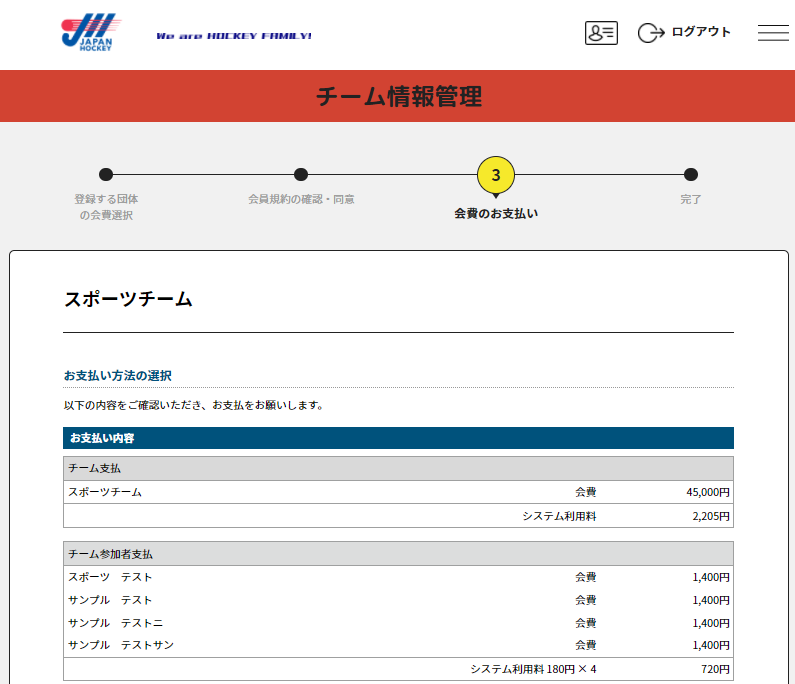 JAPAN
HOCKEY
We are HOCKEY FAMILY!
ログアウト
チーム情報管理
登録する団体
の会費選択
会員規約の確認・同意
3
会費のお支払い
完了
スポーツチーム
お支払い方法の選択
以下の内容をご確認いただき、お支払をお願いします。
お支払い内容
チーム支払
スポーツチーム 会費 45,000円
システム利用料 2,205円
チーム参加者支払
スポーツ　テスト 会費 1,400円
サンプル　テスト 会費 1,400円
サンプル　テストニ 会費 1,400円
サンプル　テストサン 会費 1,400円
システム利用料 180円 × 4 720円